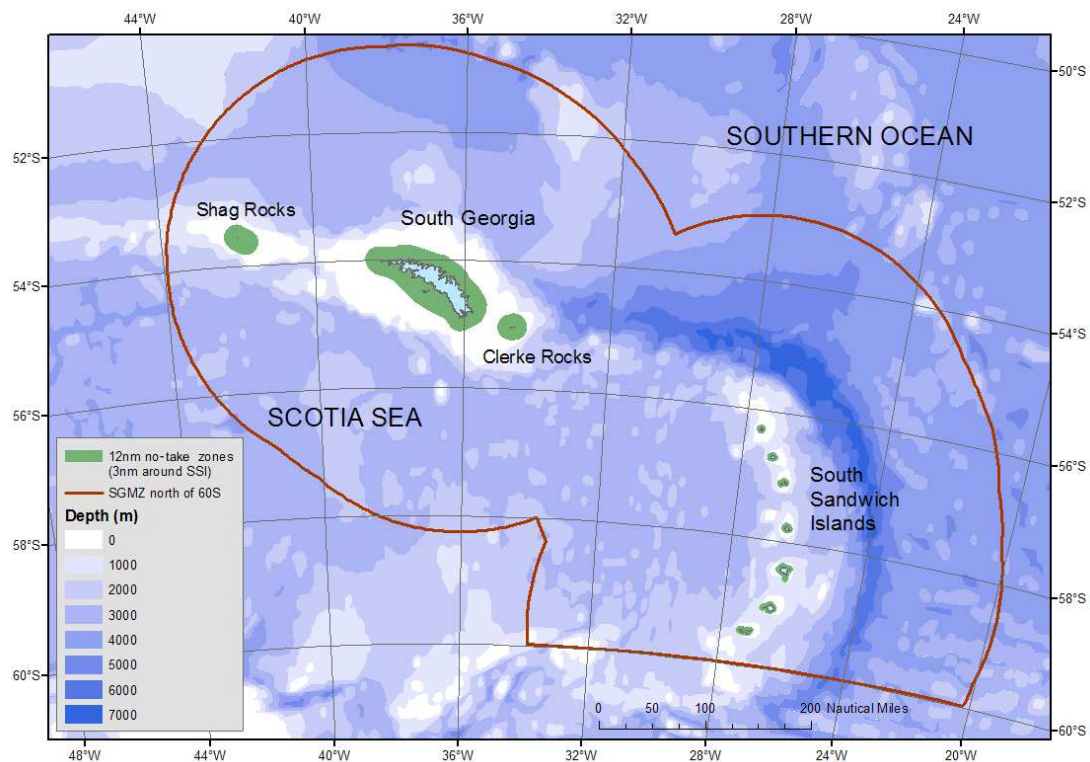 44°W 40°W 36°W 32°W 28°W 24°W
50°S
SOUTHERN OCEAN
52°S
52°S
Shag Rocks
South Georgia
54°S
54°S
Clerke Rocks
SCOTIA SEA
56°S
56°S
12nm no-take zones
(3nm around SSI)
SGMZ north of 60S
Depth (m)
0
1000
2000
3000
4000
5000
6000
7000
South
Sandwich
Islands
58°S
58°S
60°S
0 50 100 200 Nautical Miles
60°S
48°W 44°W 40°W 36°W 32°W 28°W 24°W 20°W